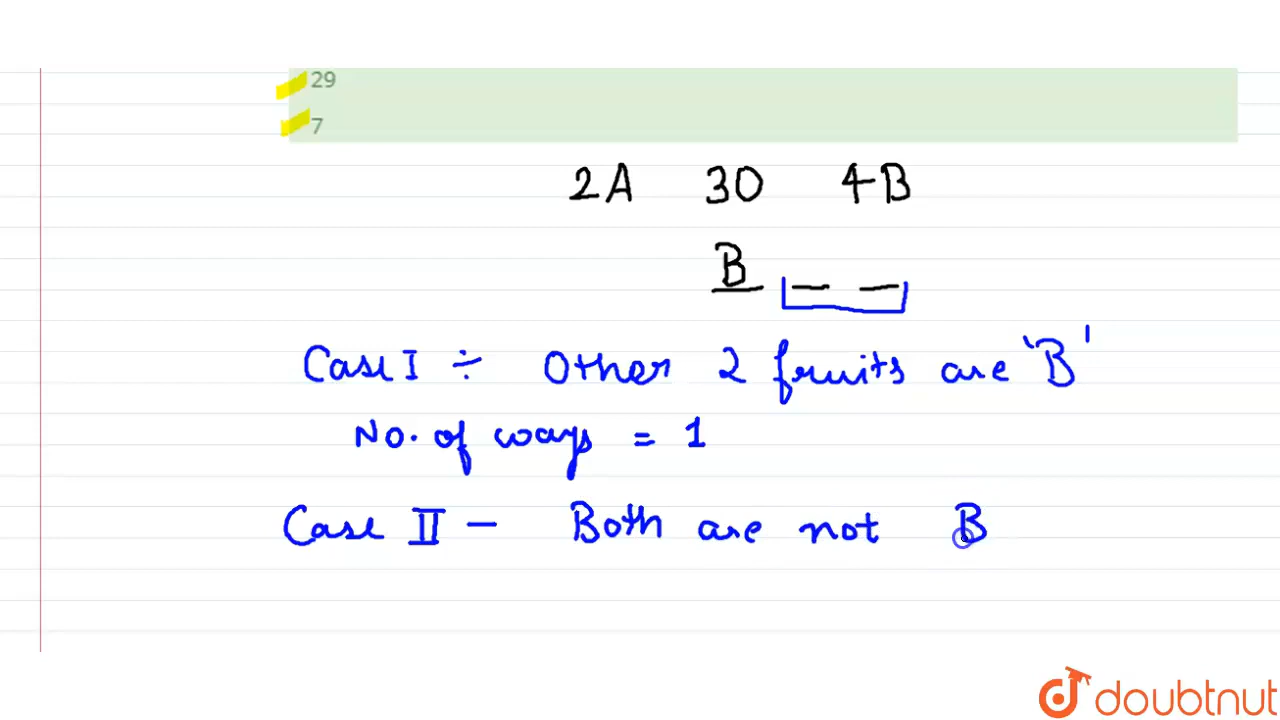 29
7
2A 3O 4B
B
Case I ÷ Other 2 fruits are 'B'
No. of ways = 1
Case II - Both are not B
doubtnut